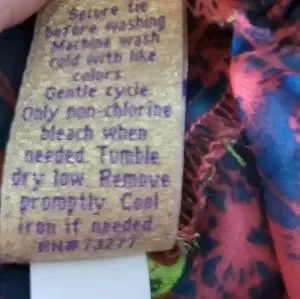 Secure tie
before washing
Machine wash
cold with like
colors.
Gentle cycle.
Only non-chlorine
bleach when
needed. Tumble
dry low. Remove
promptly. Cool
iron if needed.
RN# 73277